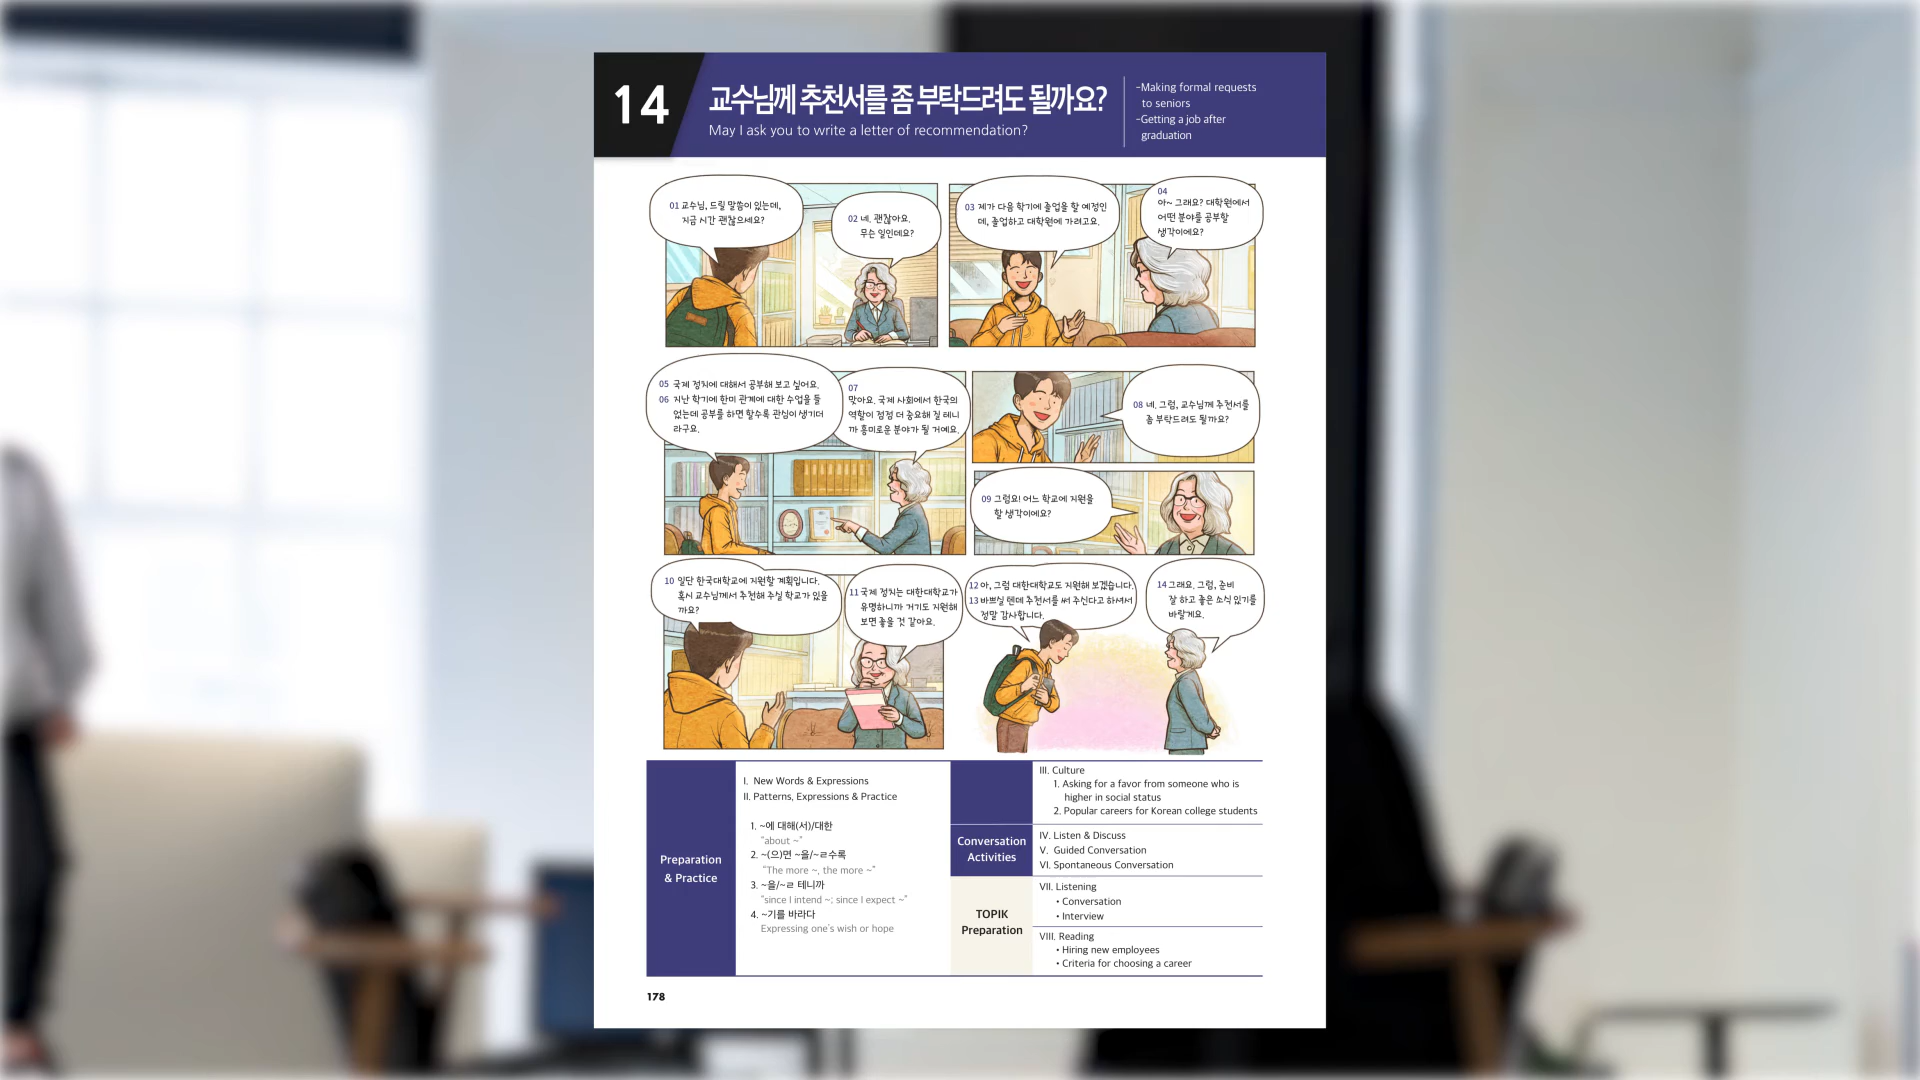 14
교수님께 추천서를 좀 부탁드려도 될까요?
May I ask you to write a letter of recommendation?
-Making formal requests
to seniors
-Getting a job after
graduation
01 교수님, 드릴 말씀이 있는데,
지금 시간 괜찮으세요?
02 네. 괜찮아요.
무슨 일인데요?
03 제가 다음 학기에 졸업을 할 예정인
데, 졸업하고 대학원에 가려고요.
04
아~ 그래요? 대학원에서
어떤 분야를 공부할
생각이에요?
05 국제 정치에 대해서 공부해 보고 싶어요.
06 지난 학기에 한미 관계에 대한 수업을 들
었는데 공부를 하면 할수록 관심이 생기더
라구요.
07
맞아요. 국제 사회에서 한국의
역할이 점점 더 중요해 질 테니
까 흥미로운 분야가 될 거예요.
08 네. 그럼, 교수님께 추천서를
좀 부탁드려도 될까요?
09 그럼요! 어느 학교에 지원을
할 생각이에요?
10 일단 한국대학교에 지원할 계획입니다.
혹시 교수님께서 추천해 주실 학교가 있을
까요?
11 국제 정치는 대한대학교가
유명하니까 거기도 지원해
보면 좋을 것 같아요.
12 아, 그럼 대한대학교도 지원해 보겠습니다.
13 바쁘실 텐데 추천서를 써 주신다고 하셔서
정말 감사합니다.
14 그래요. 그럼, 준비
잘 하고 좋은 소식 있기를
바랄게요.
Preparation
& Practice
I. New Words & Expressions
II. Patterns, Expressions & Practice
1. ~에 대해(서)/대한
"about ~"
2. ~(으)면 ~을/~ㄹ수록
"The more ~, the more ~"
3. ~을/~ㄹ 테니까
"since I intend ~; since I expect ~"
4. ~기를 바라다
Expressing one's wish or hope
III. Culture
1. Asking for a favor from someone who is
higher in social status
2. Popular careers for Korean college students
Conversation
Activities
IV. Listen & Discuss
V. Guided Conversation
VI. Spontaneous Conversation
TOPIK
Preparation
VII. Listening
• Conversation
• Interview
VIII. Reading
• Hiring new employees
• Criteria for choosing a career
178